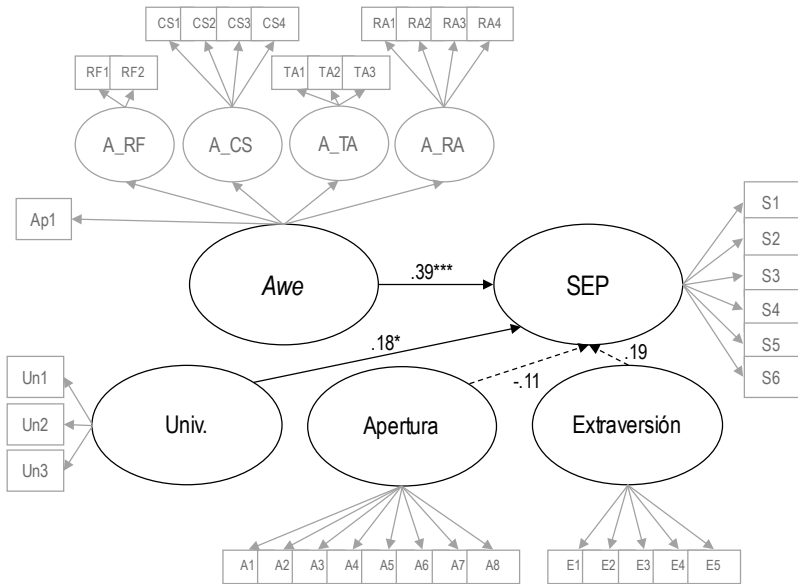 CS1 CS2 CS3 CS4
RA1 RA2 RA3 RA4
RF1 RF2
TA1 TA2 TA3
A_RF
A_CS
A_TA
A_RA
Ap1
Awe
.39***
SEP
S1
S2
S3
S4
S5
S6
.18*
-.11
.19
Un1
Un2
Un3
Univ.
Apertura
Extraversión
A1 A2 A3 A4 A5 A6 A7 A8
E1 E2 E3 E4 E5